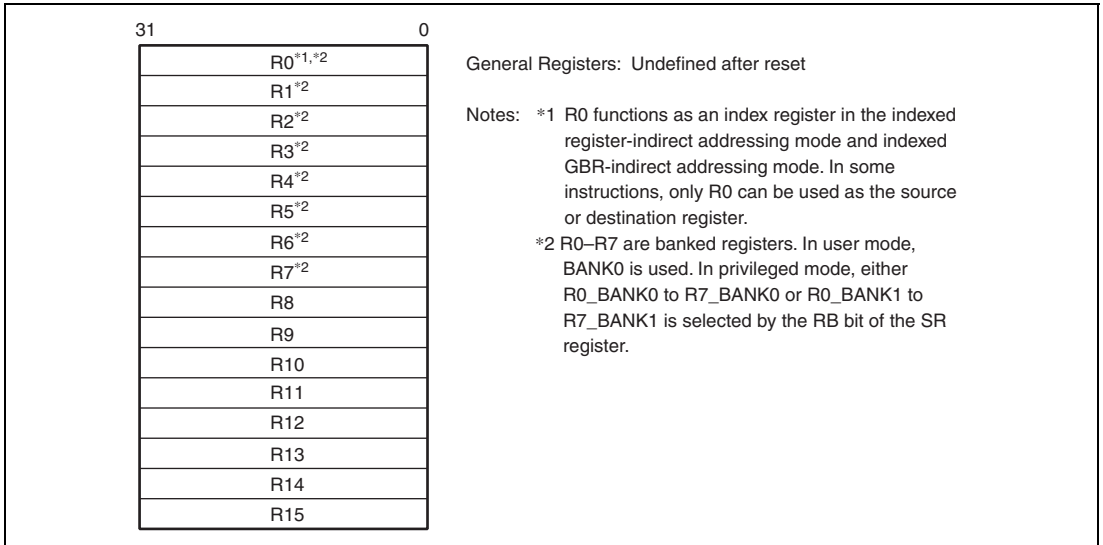 31 0
R0*1,*2
R1*2
R2*2
R3*2
R4*2
R5*2
R6*2
R7*2
R8
R9
R10
R11
R12
R13
R14
R15
General Registers: Undefined after reset
Notes: *1 R0 functions as an index register in the indexed
register-indirect addressing mode and indexed
GBR-indirect addressing mode. In some
instructions, only R0 can be used as the source
or destination register.
*2 R0–R7 are banked registers. In user mode,
BANK0 is used. In privileged mode, either
R0_BANK0 to R7_BANK0 or R0_BANK1 to
R7_BANK1 is selected by the RB bit of the SR
register.